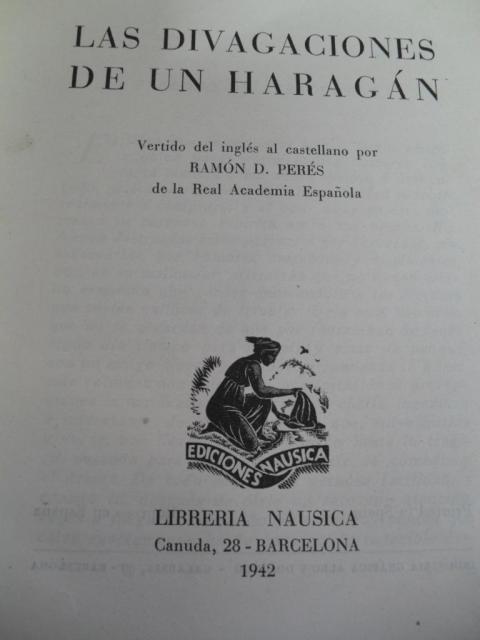 LAS DIVAGACIONES
DE UN HARAGÁN
Vertido del inglés al castellano por
RAMÓN D. PERÉS
de la Real Academia Española
EDICIONES NAUSICA
LIBRERIA NAUSICA
Canuda, 28 - BARCELONA
1942